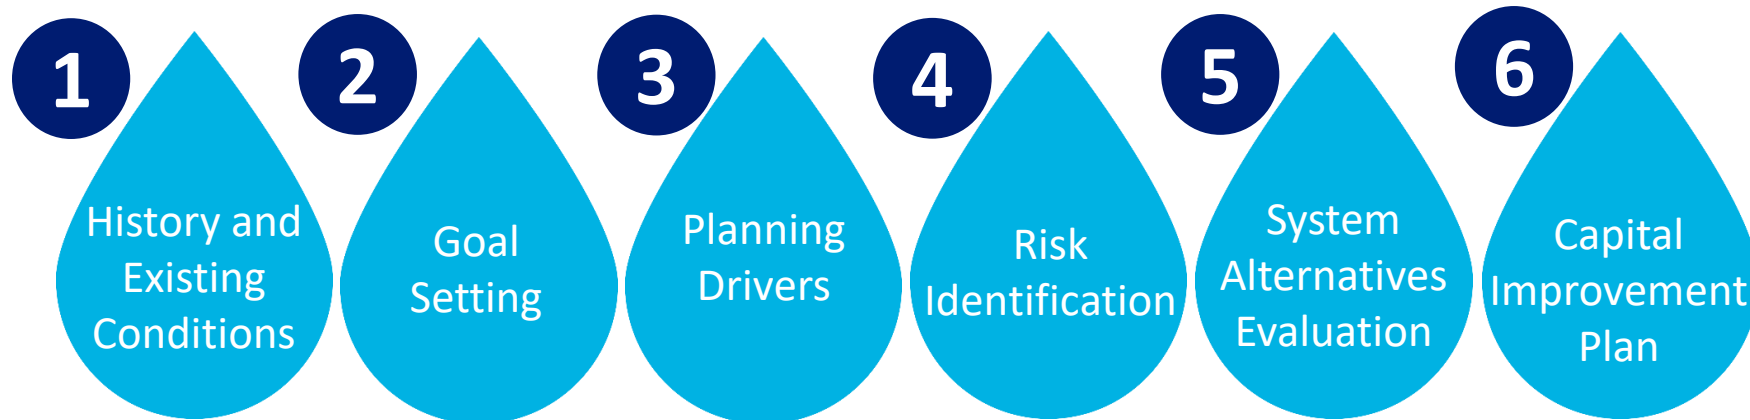 1
History and
Existing
Conditions
2
Goal
Setting
3
Planning
Drivers
4
Risk
Identification
5
System
Alternatives
Evaluation
6
Capital
Improvement
Plan